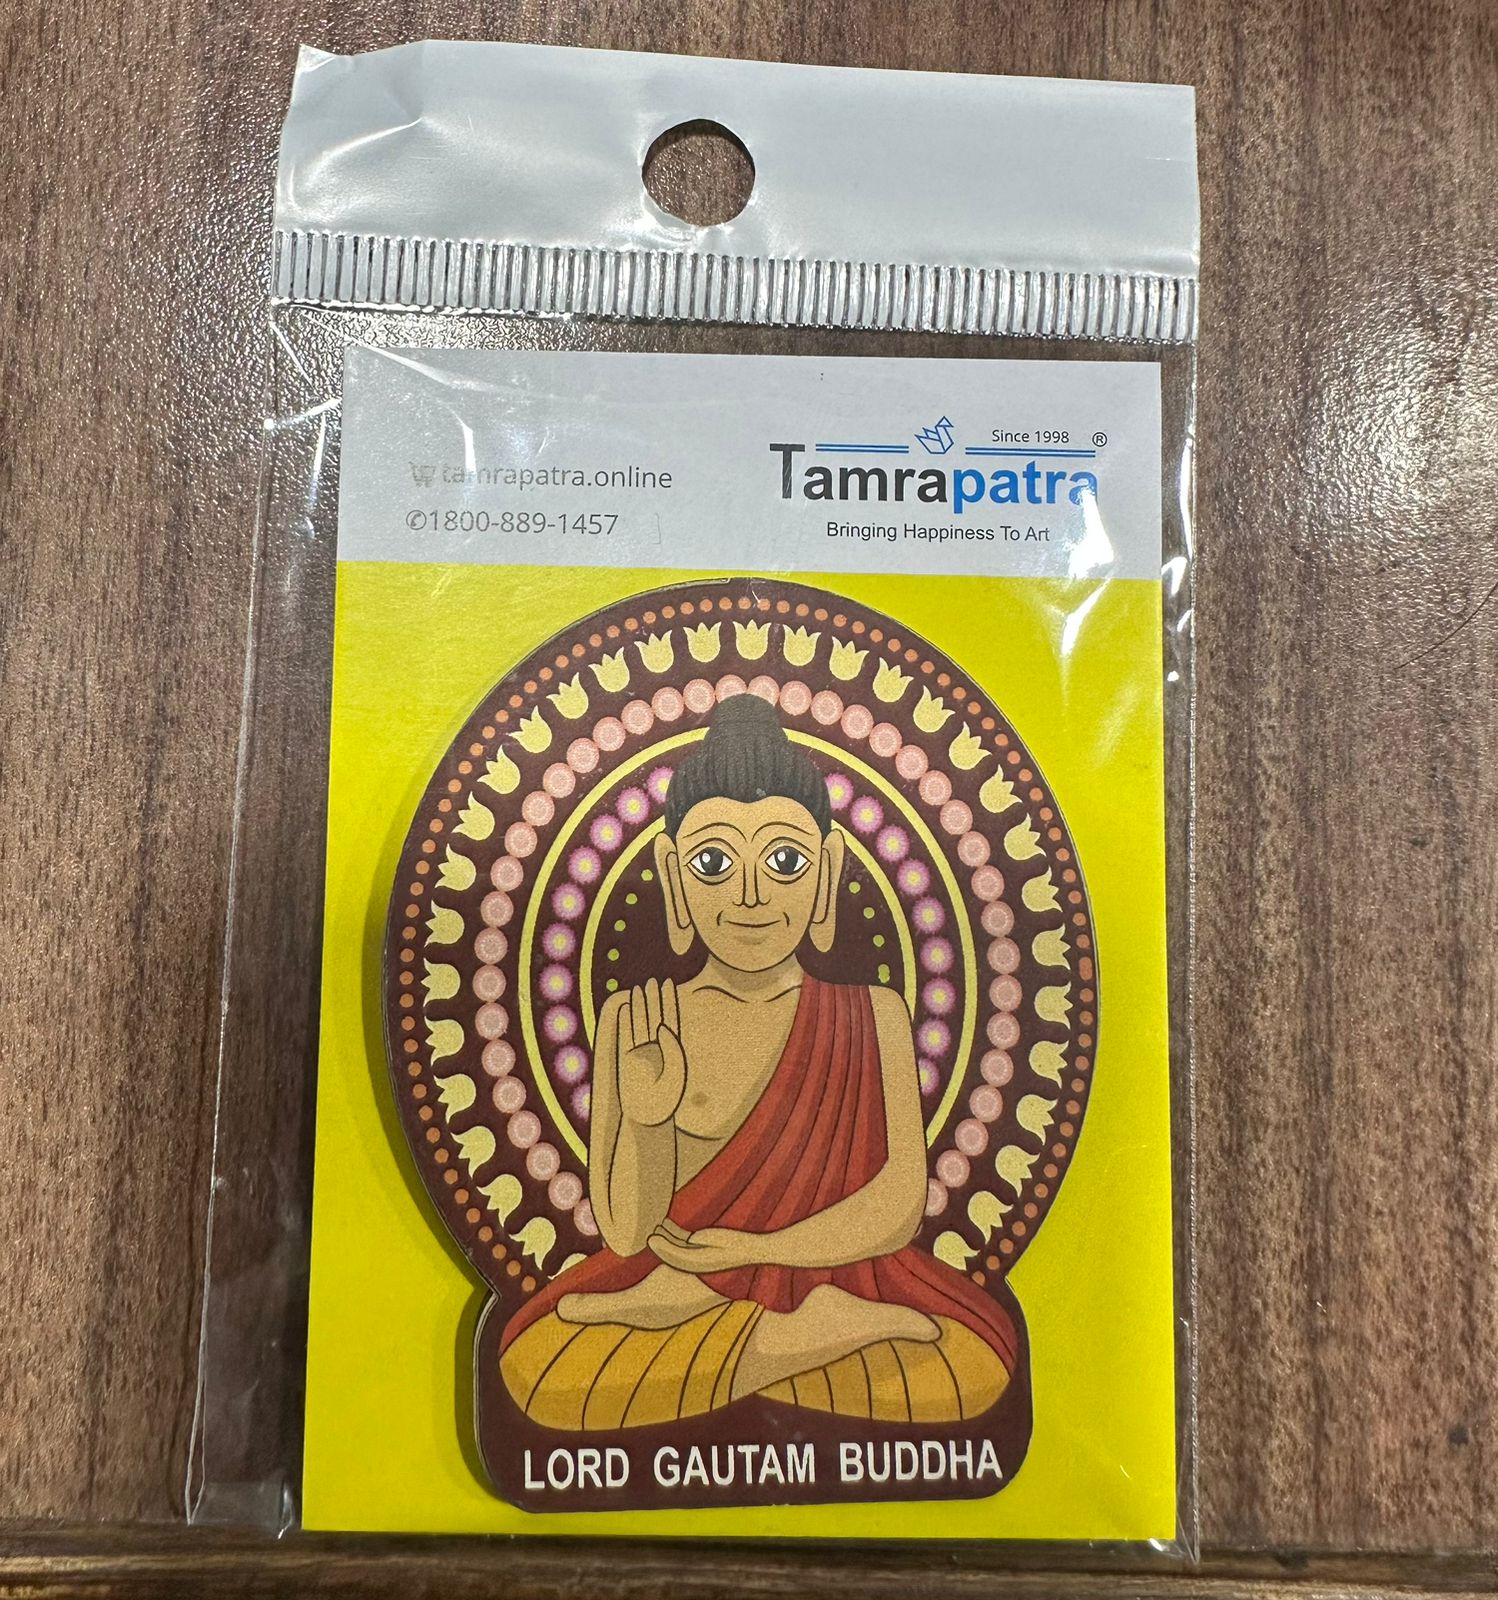 tamrapatra.online
✆1800-889-1457
Since 1998 ®
Tamrapatra
Bringing Happiness To Art
LORD GAUTAM BUDDHA